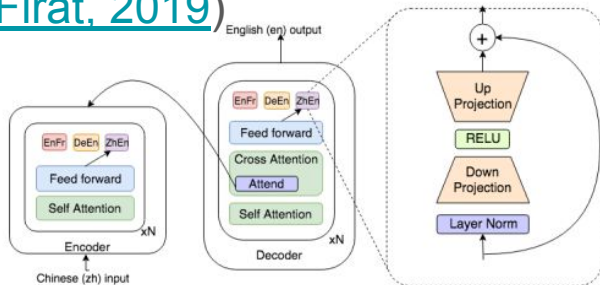 Firat, 2019)
English (en) output
EnFr DeEn ZhEn
Feed forward
Self Attention
xN
Encoder
Chinese (zh) input
EnFr DeEn ZhEn
Feed forward
Cross Attention
Attend
Self Attention
xN
Decoder
+
Up
Projection
RELU
Down
Projection
Layer Norm